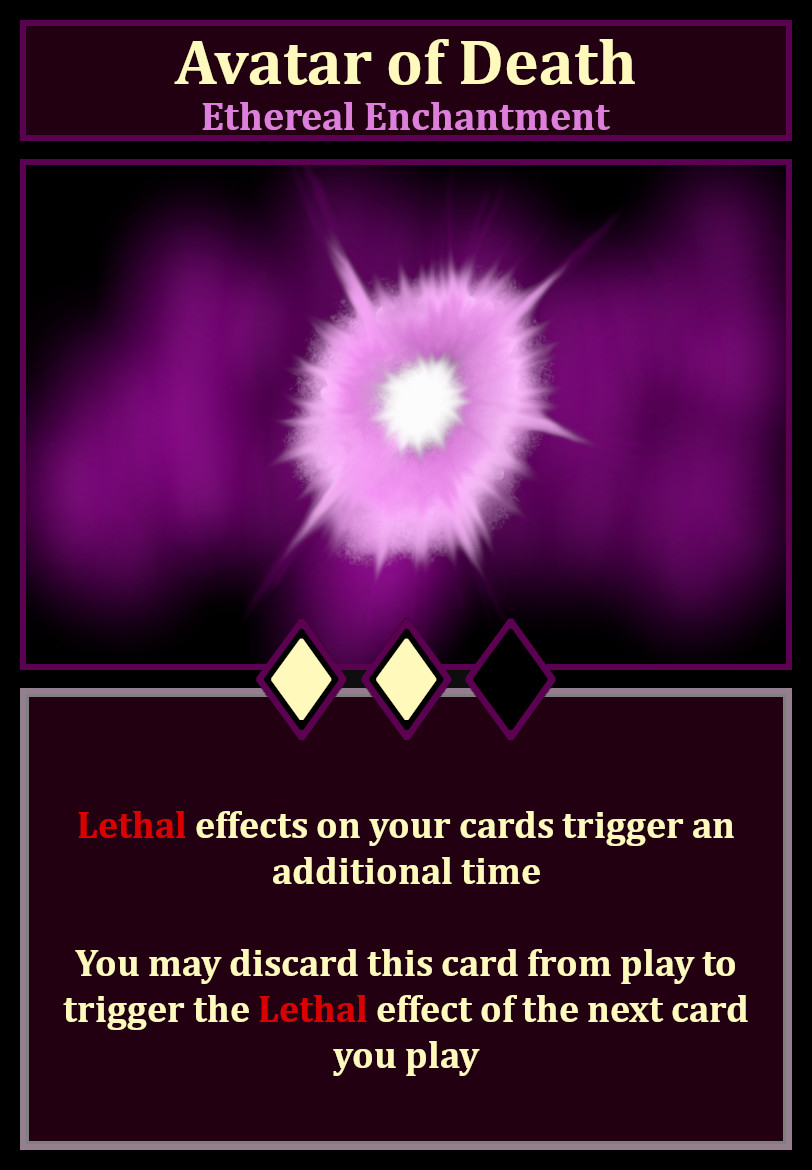 Avatar of Death
Ethereal Enchantment
Lethal effects on your cards trigger an
additional time
You may discard this card from play to
trigger the Lethal effect of the next card
you play